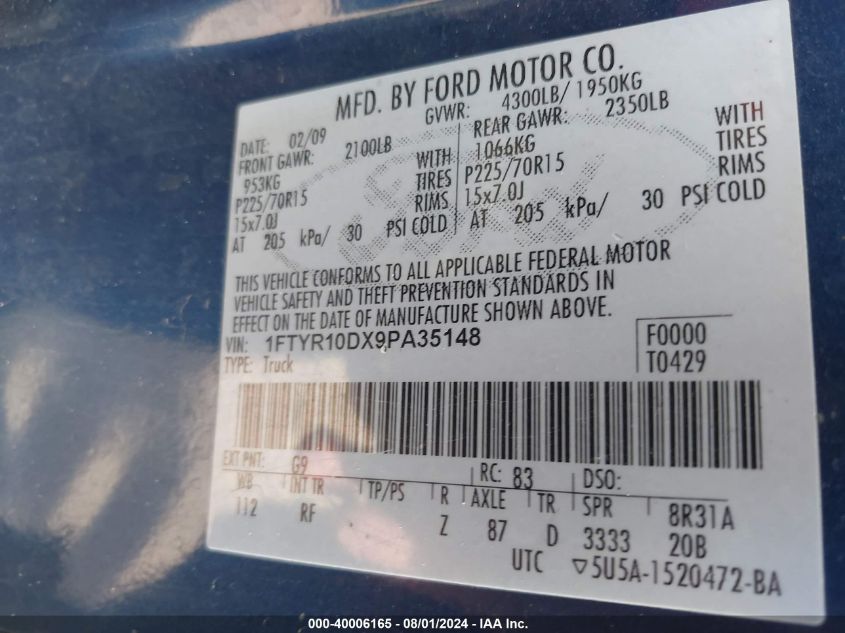 MFD. BY FORD MOTOR CO.
DATE: 02/09 GVWR: 4300LB/ 1950KG
FRONT GAWR: 2100LB REAR GAWR: 2350LB
953KG WITH 1066KG WITH
P225/70R15 TIRES P225/70R15 TIRES
15x7.0J RIMS 15x7.0J RIMS
AT 205 kPa/ 30 PSI COLD AT 205 kPa/ 30 PSI COLD
THIS VEHICLE CONFORMS TO ALL APPLICABLE FEDERAL MOTOR
VEHICLE SAFETY AND THEFT PREVENTION STANDARDS IN
EFFECT ON THE DATE OF MANUFACTURE SHOWN ABOVE.
VIN: 1FTYR10DX9PA35148 F0000
TYPE: Truck T0429
EXT PNT: G9 RC: 83 DSO:
WB INT TR TP/PS R AXLE TR SPR 8R31A
112 RF Z 87 D 3333 20B
UTC ▽5U5A-1520472-BA
000-40006165 - 08/01/2024 - IAA Inc.